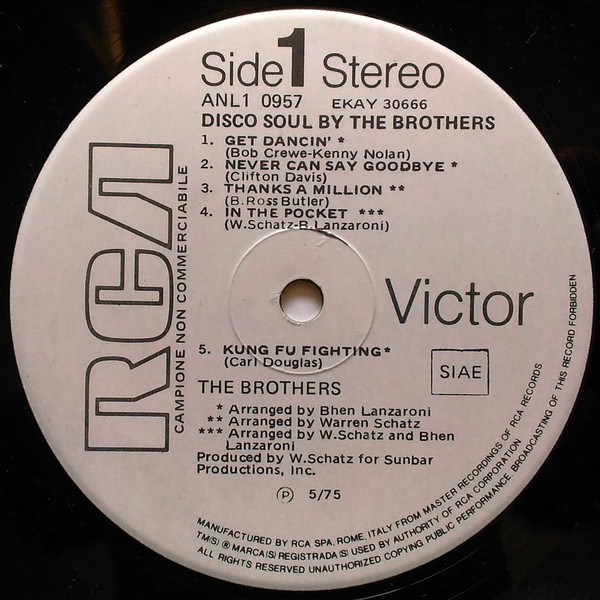 Side 1 Stereo
ANL1 0957 EKAY 30666
DISCO SOUL BY THE BROTHERS
1. GET DANCIN' *
(Bob Crewe-Kenny Nolan)
2. NEVER CAN SAY GOODBYE *
(Clifton Davis)
3. THANKS A MILLION **
(B.Ross Butler)
4. IN THE POCKET ***
(W.Schatz-B.Lanzaroni)
RCA
CAMPIONE NON COMMERCIABILE
Victor
5. KUNG FU FIGHTING*
(Carl Douglas)
SIAE
THE BROTHERS
* Arranged by Bhen Lanzaroni
** Arranged by Warren Schatz
*** Arranged by W.Schatz and Bhen
Lanzaroni
Produced by W.Schatz for Sunbar
Productions, Inc.
Ⓟ 5/75
MANUFACTURED BY RCA SPA, ROME, ITALY FROM MASTER RECORDINGS OF RCA RECORDS
TM(S) ® MARCA(S) REGISTRADA(S) USED BY AUTHORITY OF RCA CORPORATION
ALL RIGHTS RESERVED UNAUTHORIZED COPYING PUBLIC PERFORMANCE BROADCASTING OF THIS RECORD FORBIDDEN